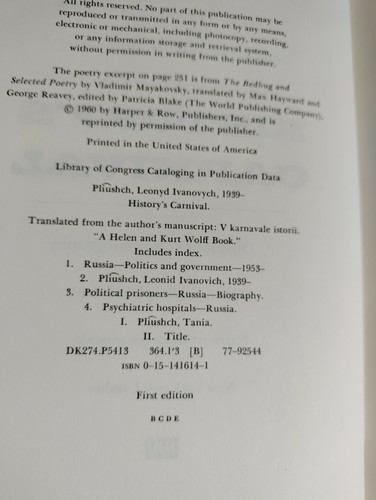 All rights reserved. No part of this publication may be
reproduced or transmitted in any form or by any means,
electronic or mechanical, including photocopy, recording,
or any information storage and retrieval system,
without permission in writing from the publisher.
The poetry excerpt on page 251 is from The Bedbug and
Selected Poetry by Vladimir Mayakovsky, translated by Max Hayward and
George Reavey, edited by Patricia Blake (The World Publishing Company),
© 1960 by Harper & Row, Publishers, Inc., and is
reprinted by permission of the publisher.
Printed in the United States of America
Library of Congress Cataloging in Publication Data
Pli͡ushch, Leonyd Ivanovych, 1939–
History's Carnival.
Translated from the author's manuscript: V karnavale istorii.
"A Helen and Kurt Wolff Book."
Includes index.
1. Russia—Politics and government—1953–
2. Pli͡ushch, Leonid Ivanovich, 1939–
3. Political prisoners—Russia—Biography.
4. Psychiatric hospitals—Russia.
I. Pli͡ushch, Tania.
II. Title.
DK274.P5413 364.1'3 [B] 77-92544
ISBN 0-15-141614-1
First edition
B C D E